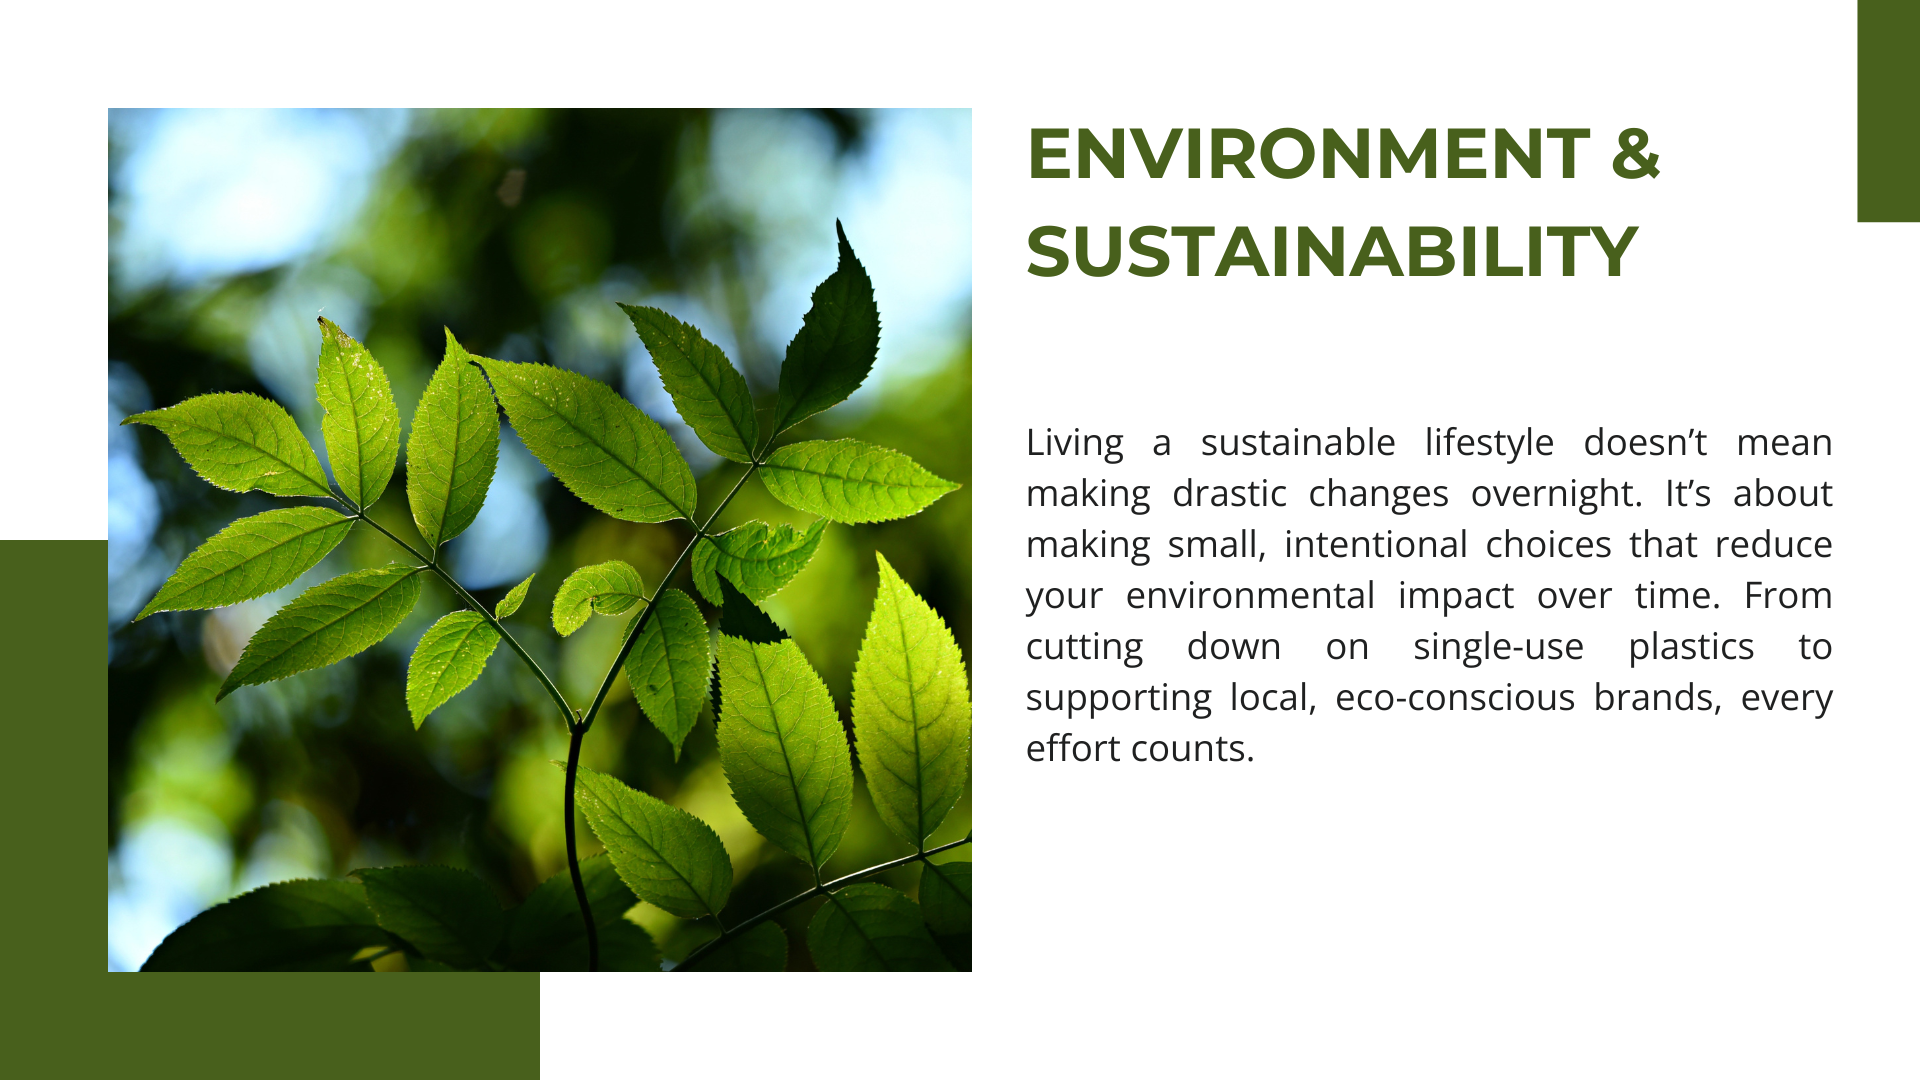 ENVIRONMENT &
SUSTAINABILITY
Living a sustainable lifestyle doesn’t mean
making drastic changes overnight. It’s about
making small, intentional choices that reduce
your environmental impact over time. From
cutting down on single-use plastics to
supporting local, eco-conscious brands, every
effort counts.